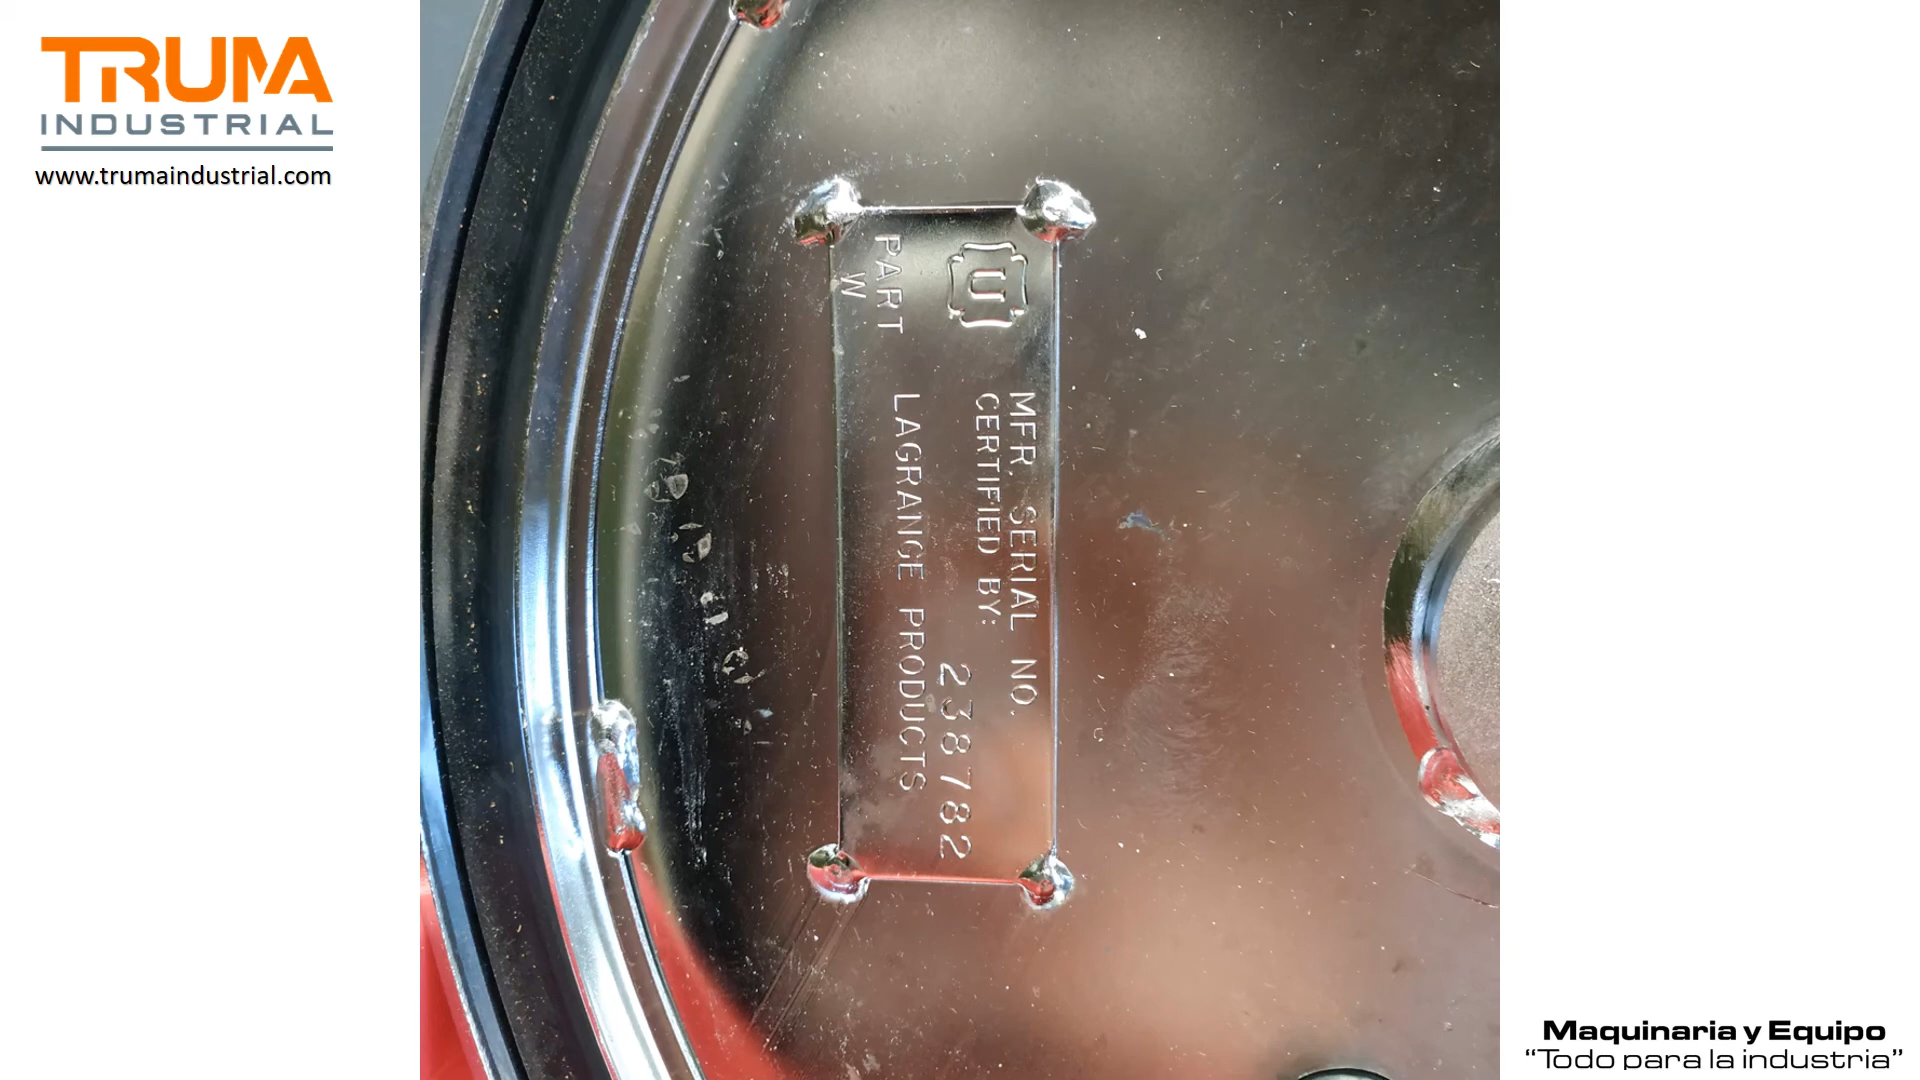 TRUMA
INDUSTRIAL
www.trumaindustrial.com
U
PART
W
MFR. SERIAL NO.
CERTIFIED BY:
238782
LAGRANGE PRODUCTS
Maquinaria y Equipo
“Todo para la industria”